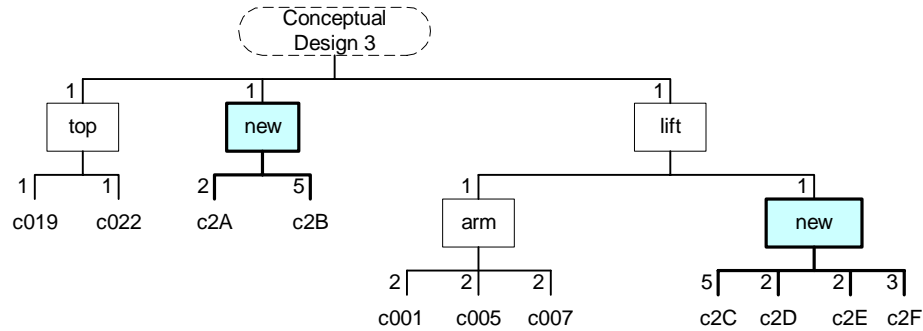 Conceptual
Design 3
1 1 1
top new lift
1 1 2 5 1 1
c019 c022 c2A c2B arm new
2 2 2 5 2 2 3
c001 c005 c007 c2C c2D c2E c2F